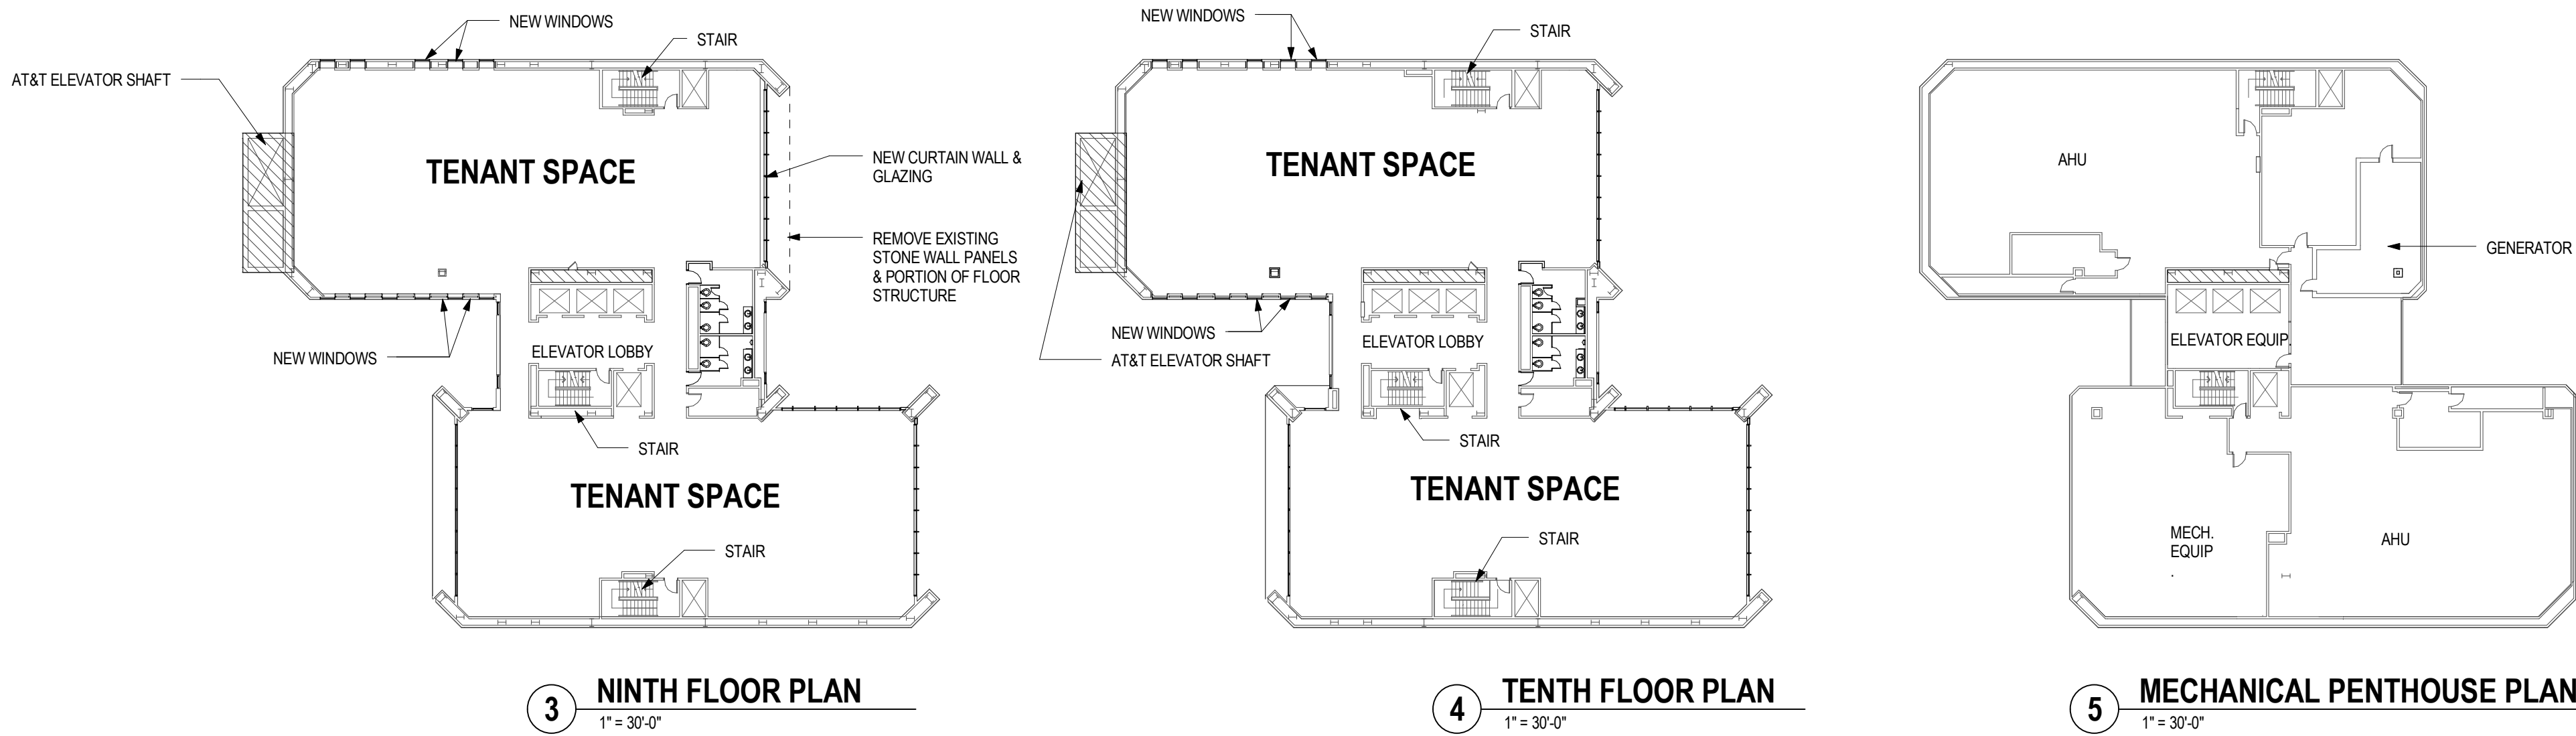 NEW WINDOWS
STAIR
AT&T ELEVATOR SHAFT
TENANT SPACE
NEW CURTAIN WALL &
GLAZING
REMOVE EXISTING
STONE WALL PANELS
& PORTION OF FLOOR
STRUCTURE
NEW WINDOWS
ELEVATOR LOBBY
STAIR
TENANT SPACE
STAIR
3
NINTH FLOOR PLAN
1" = 30'-0"
NEW WINDOWS
STAIR
TENANT SPACE
NEW WINDOWS
AT&T ELEVATOR SHAFT
ELEVATOR LOBBY
STAIR
TENANT SPACE
STAIR
4
TENTH FLOOR PLAN
1" = 30'-0"
AHU
GENERATOR
ELEVATOR EQUIP.
MECH.
EQUIP
.
AHU
5
MECHANICAL PENTHOUSE PLAN
1" = 30'-0"